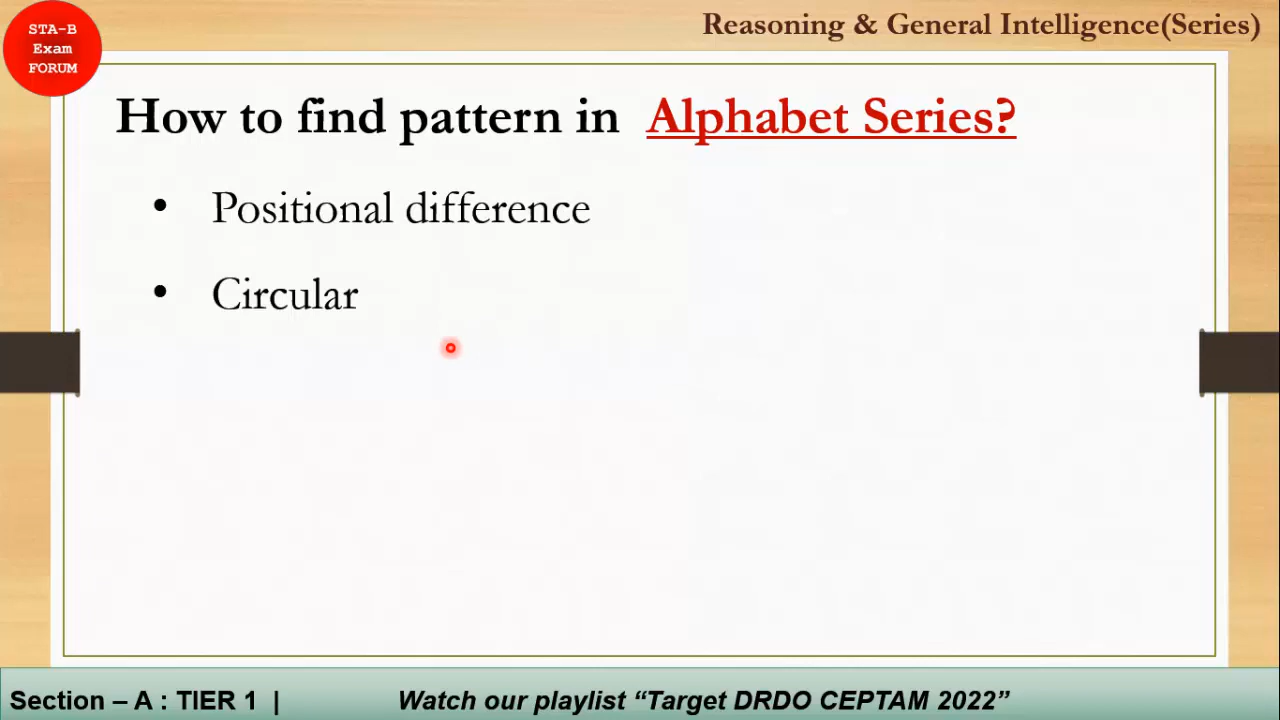 STA-B
Exam
FORUM
Reasoning & General Intelligence(Series)
How to find pattern in Alphabet Series?
• Positional difference
• Circular
Section – A : TIER 1 | Watch our playlist “Target DRDO CEPTAM 2022”